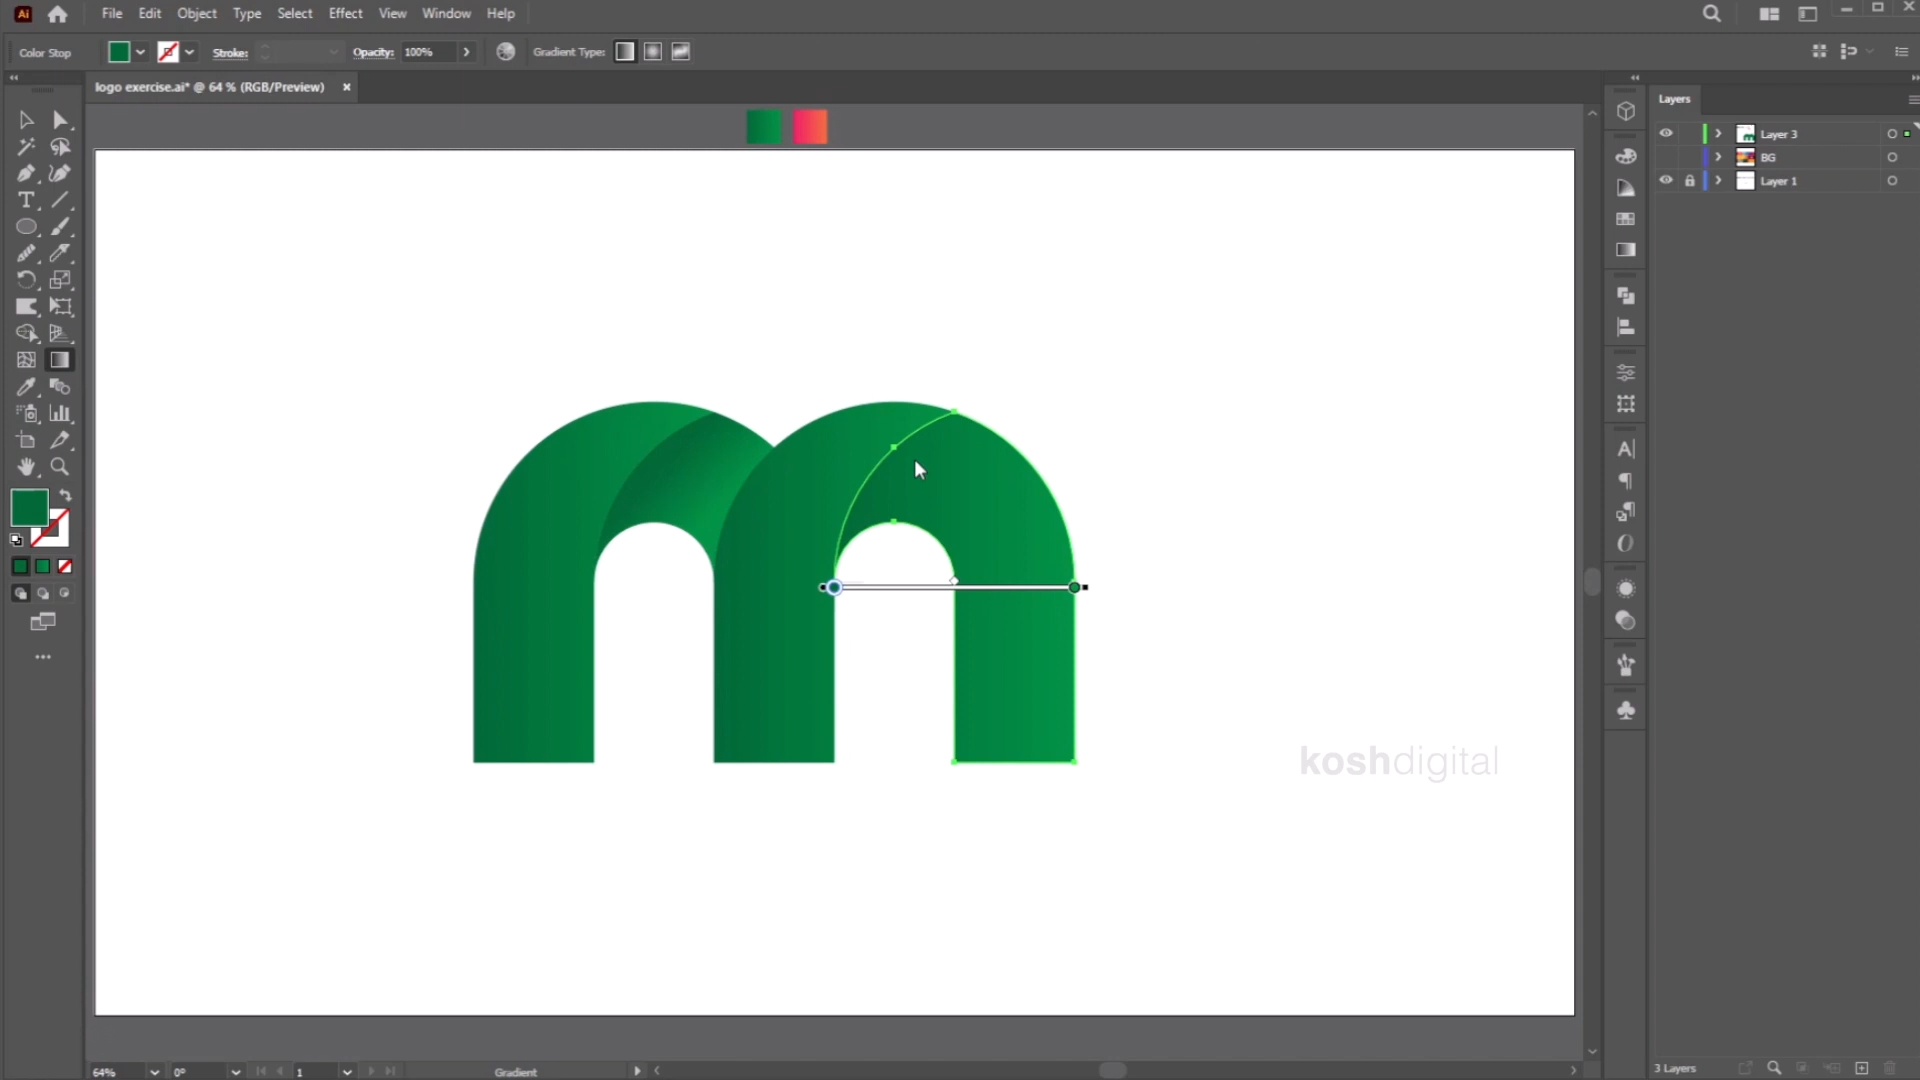 Ai File Edit Object Type Select Effect View Window Help
Color Stop Stroke: Opacity: 100% Gradient Type:
logo exercise.ai* @ 64 % (RGB/Preview)
Layers
Layer 3
BG
Layer 1
m
koshdigital
64% 0° 1 Gradient
3 Layers